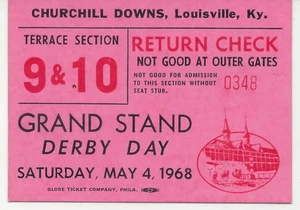 CHURCHILL DOWNS, Louisville, Ky.
TERRACE SECTION
9 & 10
RETURN CHECK
NOT GOOD AT OUTER GATES
NOT GOOD FOR ADMISSION
TO THIS SECTION WITHOUT
SEAT STUB.
0348
GRAND STAND
DERBY DAY
SATURDAY, MAY 4, 1968
GLOBE TICKET COMPANY, PHILA.